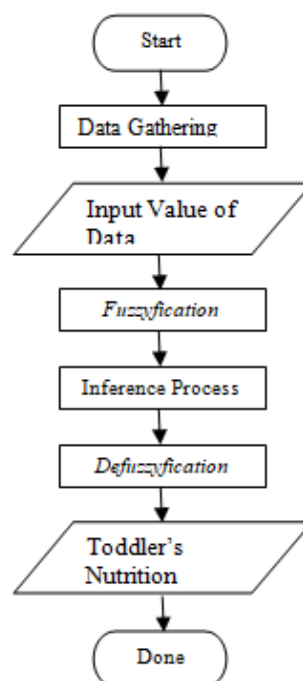 Start
Data Gathering
Input Value of
Data
Fuzzyfication
Inference Process
Defuzzyfication
Toddler's
Nutrition
Done